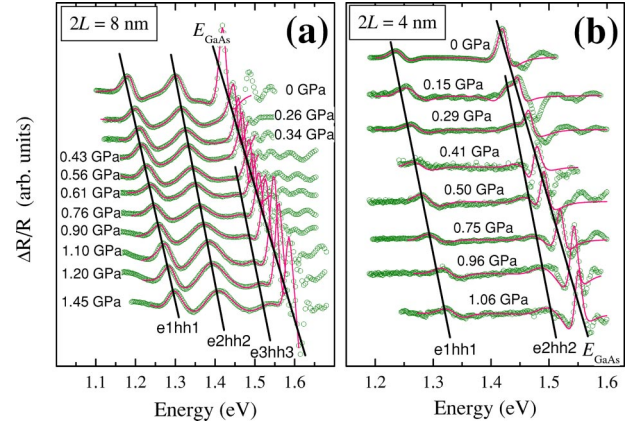 2L = 8 nm
E_GaAs
(a)
0 GPa
0.26 GPa
0.34 GPa
0.43 GPa
0.56 GPa
0.61 GPa
0.76 GPa
0.90 GPa
1.10 GPa
1.20 GPa
1.45 GPa
e1hh1
e2hh2
e3hh3
1.1 1.2 1.3 1.4 1.5 1.6
Energy (eV)
ΔR/R (arb. units)
2L = 4 nm
(b)
0 GPa
0.15 GPa
0.29 GPa
0.41 GPa
0.50 GPa
0.75 GPa
0.96 GPa
1.06 GPa
e1hh1
e2hh2
E_GaAs
1.2 1.3 1.4 1.5 1.6
Energy (eV)